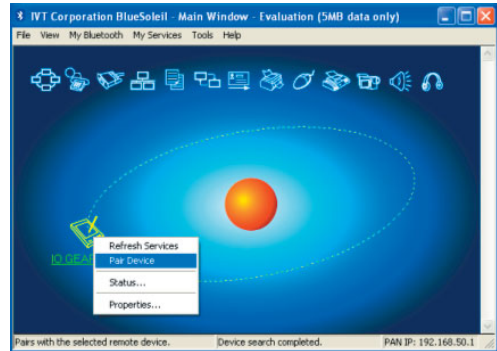 IVT Corporation BlueSoleil - Main Window - Evaluation (5MB data only)
File View My Bluetooth My Services Tools Help
Refresh Services
IO GEAR
Pair Device
Status...
Properties...
Pairs with the selected remote device. Device search completed. PAN IP: 192.168.50.1